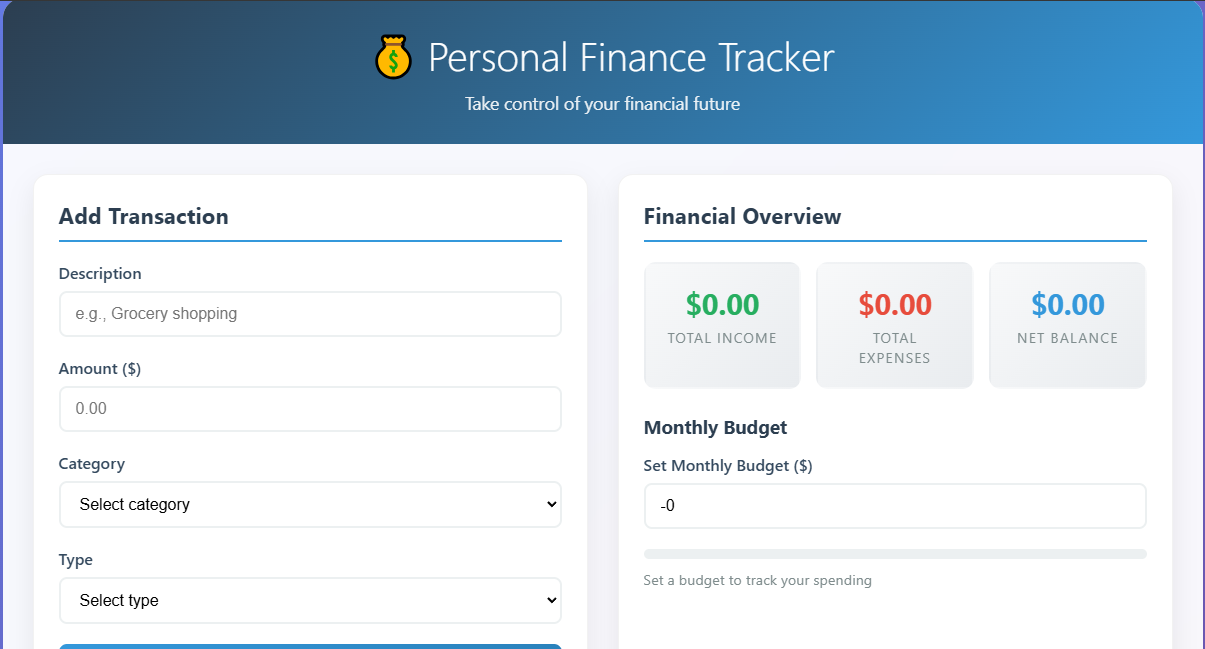 Personal Finance Tracker
Take control of your financial future
Add Transaction
Description
e.g., Grocery shopping
Amount ($)
0.00
Category
Select category
Type
Select type
Financial Overview
$0.00
TOTAL INCOME
$0.00
TOTAL
EXPENSES
$0.00
NET BALANCE
Monthly Budget
Set Monthly Budget ($)
-0
Set a budget to track your spending